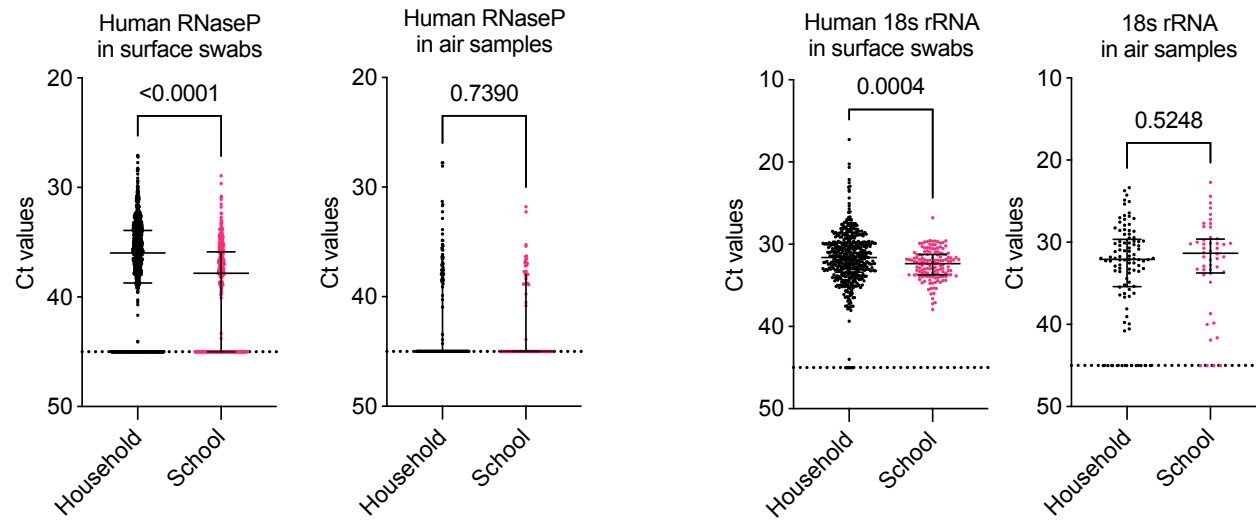 Human RNaseP
in surface swabs
<0.0001
20
30
40
50
Ct values
Household
School
Human RNaseP
in air samples
0.7390
20
30
40
50
Ct values
Household
School
Human 18s rRNA
in surface swabs
0.0004
10
20
30
40
50
Ct values
Household
School
18s rRNA
in air samples
0.5248
10
20
30
40
50
Ct values
Household
School